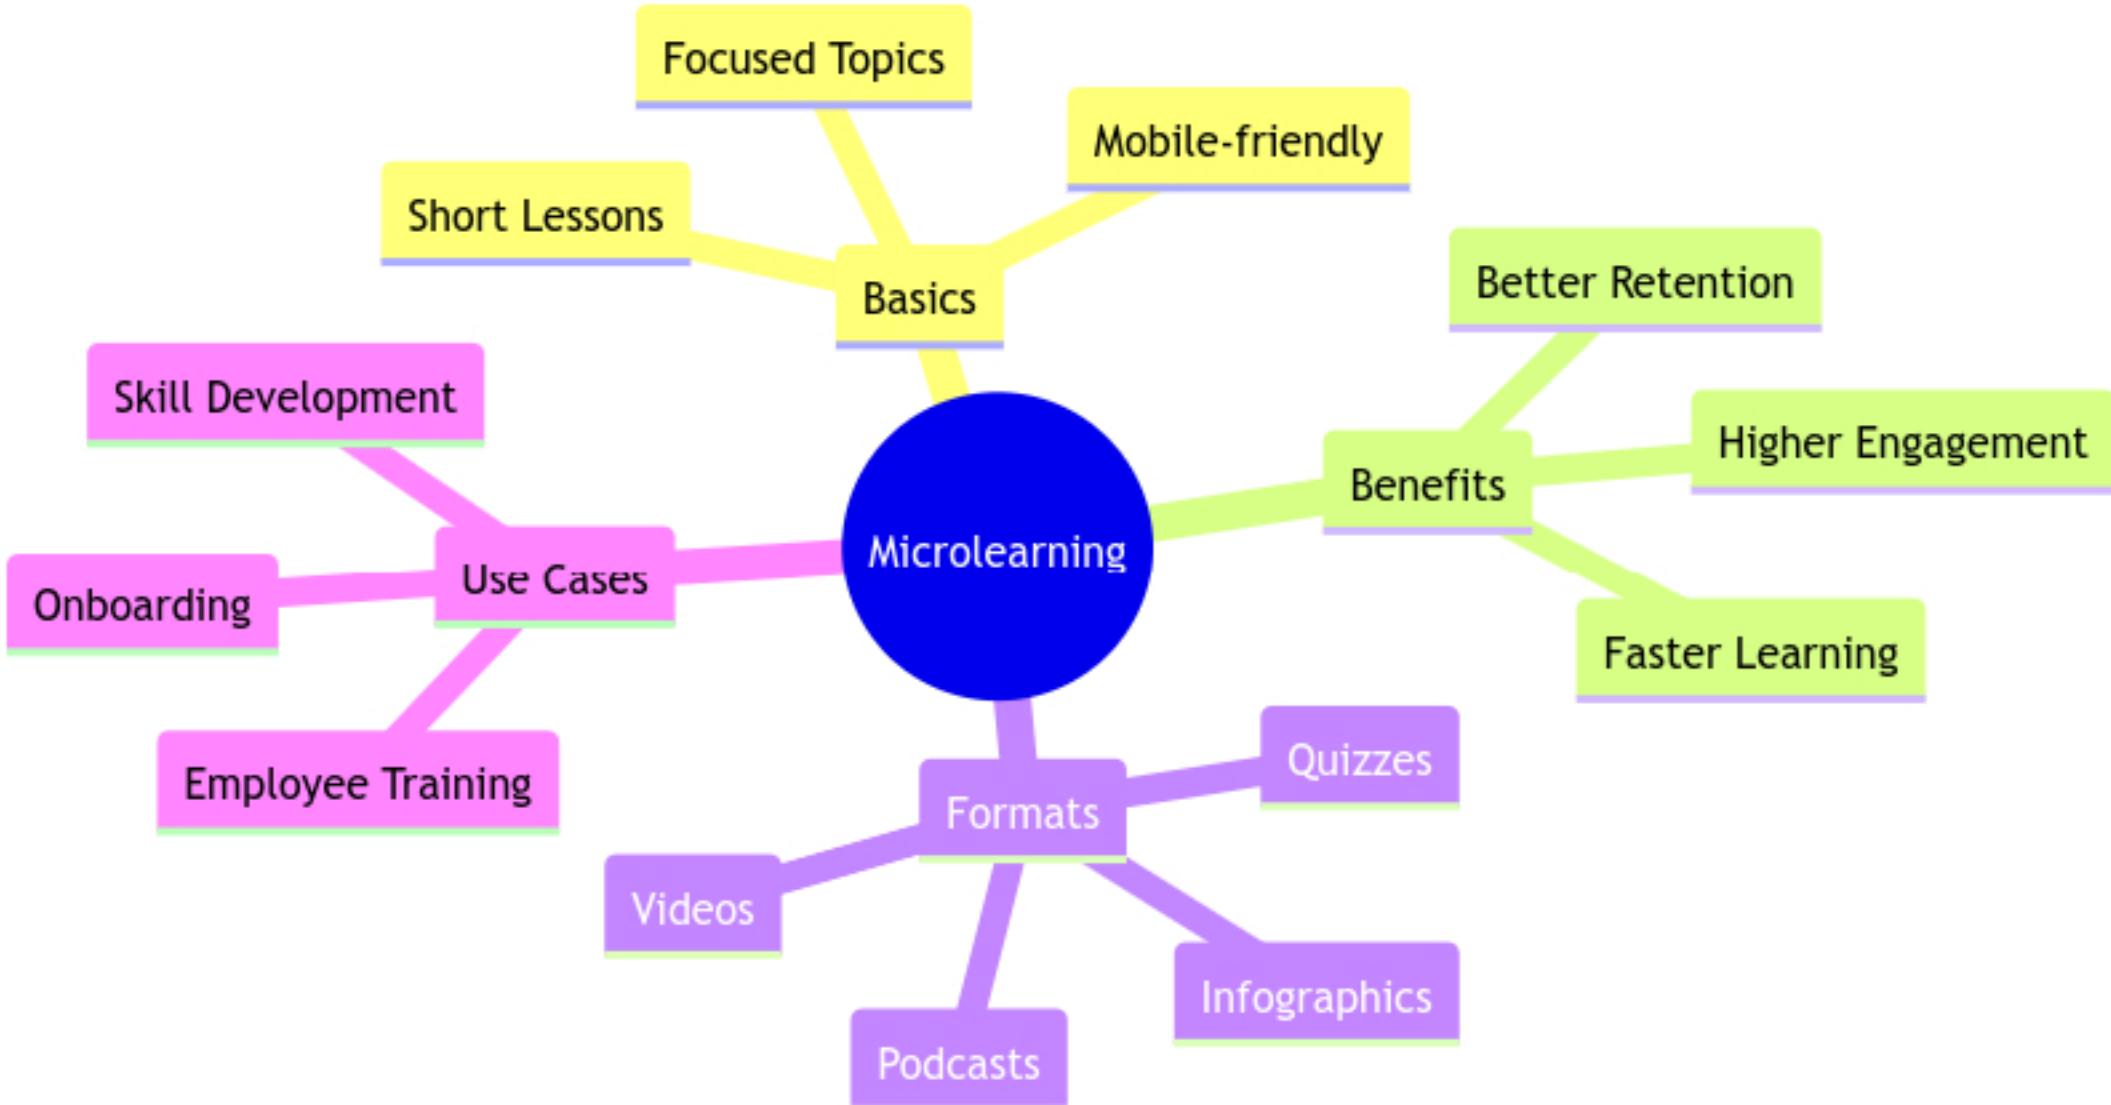 Focused Topics
Mobile-friendly
Short Lessons
Basics
Better Retention
Skill Development
Higher Engagement
Benefits
Microlearning
Use Cases
Onboarding
Faster Learning
Quizzes
Employee Training
Formats
Videos
Infographics
Podcasts